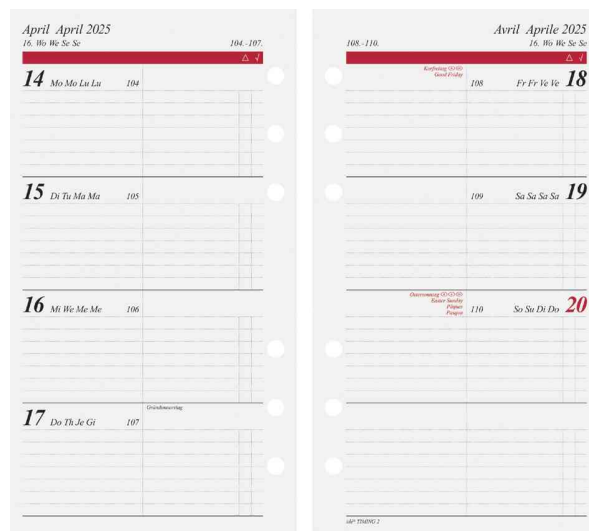 April April 2025
16. Wo We Se Se 104.-107.
△ √
14 Mo Mo Lu Lu 104
15 Di Tu Ma Ma 105
16 Mi We Me Me 106
Gründonnerstag
17 Do Th Je Gi 107
Avril Aprile 2025
108.-110. 16. Wo We Se Se
△ √
Karfreitag
Good Friday
108 Fr Fr Ve Ve 18
109 Sa Sa Sa Sa 19
Ostersonntag
Easter Sunday
Pâques
Pasqua
110 So Su Di Do 20
TIMING 2